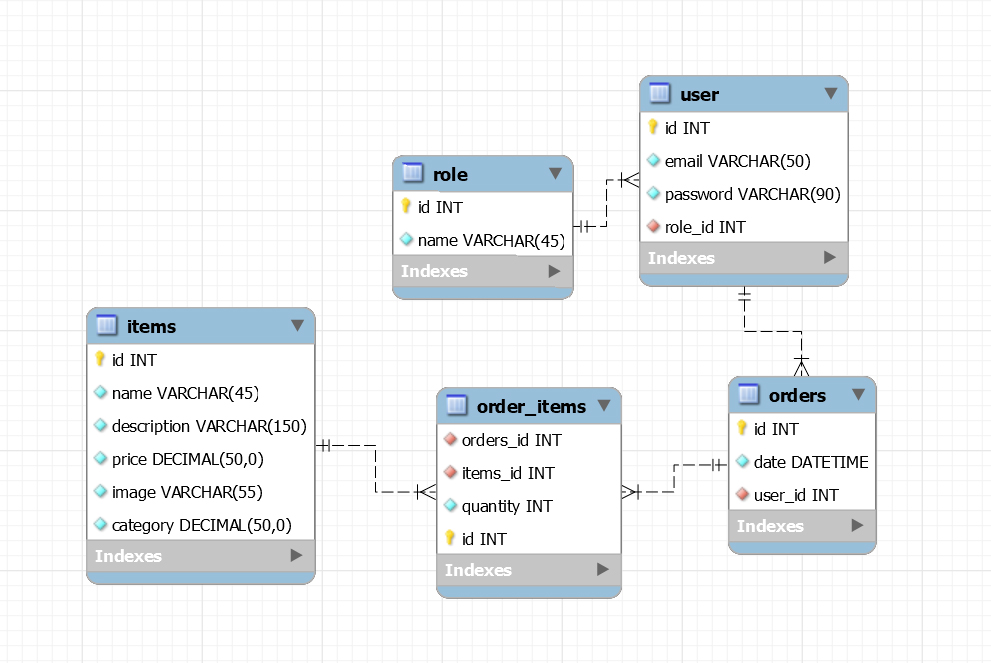 user
id INT
email VARCHAR(50)
password VARCHAR(90)
role_id INT
Indexes
role
id INT
name VARCHAR(45)
Indexes
items
id INT
name VARCHAR(45)
description VARCHAR(150)
price DECIMAL(50,0)
image VARCHAR(55)
category DECIMAL(50,0)
Indexes
order_items
orders_id INT
items_id INT
quantity INT
id INT
Indexes
orders
id INT
date DATETIME
user_id INT
Indexes